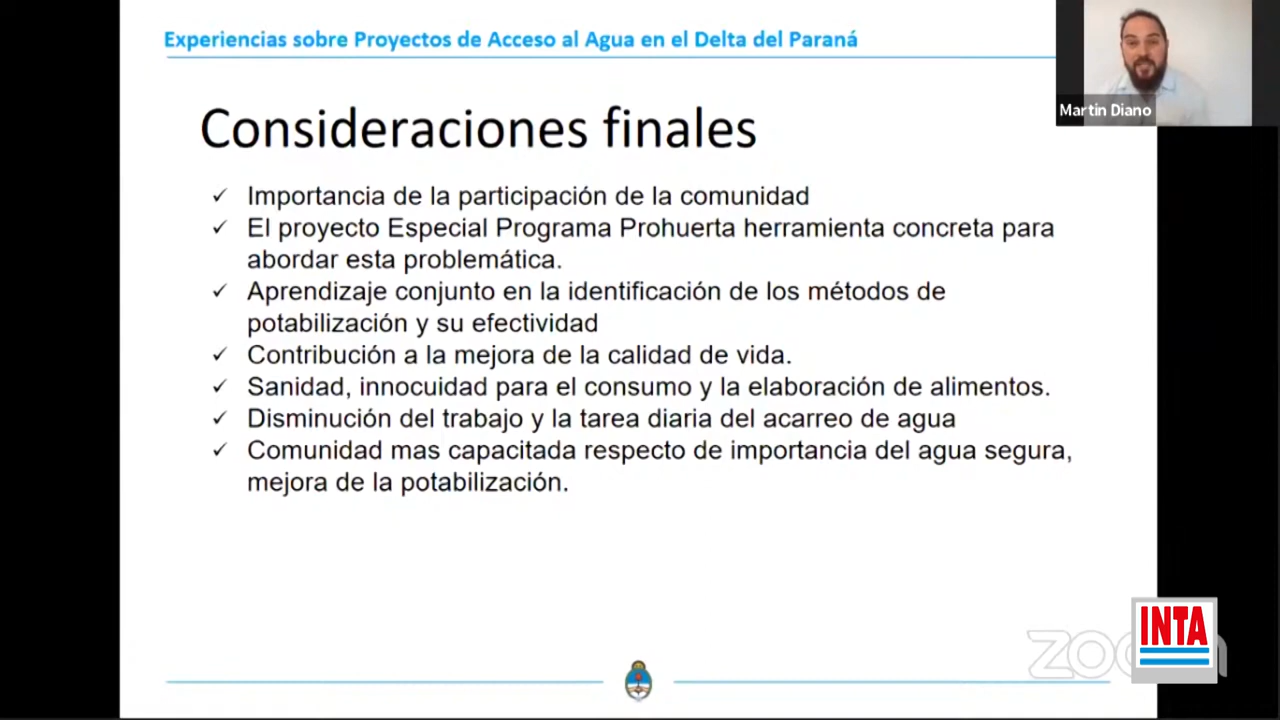 Experiencias sobre Proyectos de Acceso al Agua en el Delta del Paraná
Martin Diano
Consideraciones finales
✓ Importancia de la participación de la comunidad
✓ El proyecto Especial Programa Prohuerta herramienta concreta para
abordar esta problemática.
✓ Aprendizaje conjunto en la identificación de los métodos de
potabilización y su efectividad
✓ Contribución a la mejora de la calidad de vida.
✓ Sanidad, innocuidad para el consumo y la elaboración de alimentos.
✓ Disminución del trabajo y la tarea diaria del acarreo de agua
✓ Comunidad mas capacitada respecto de importancia del agua segura,
mejora de la potabilización.
INTA